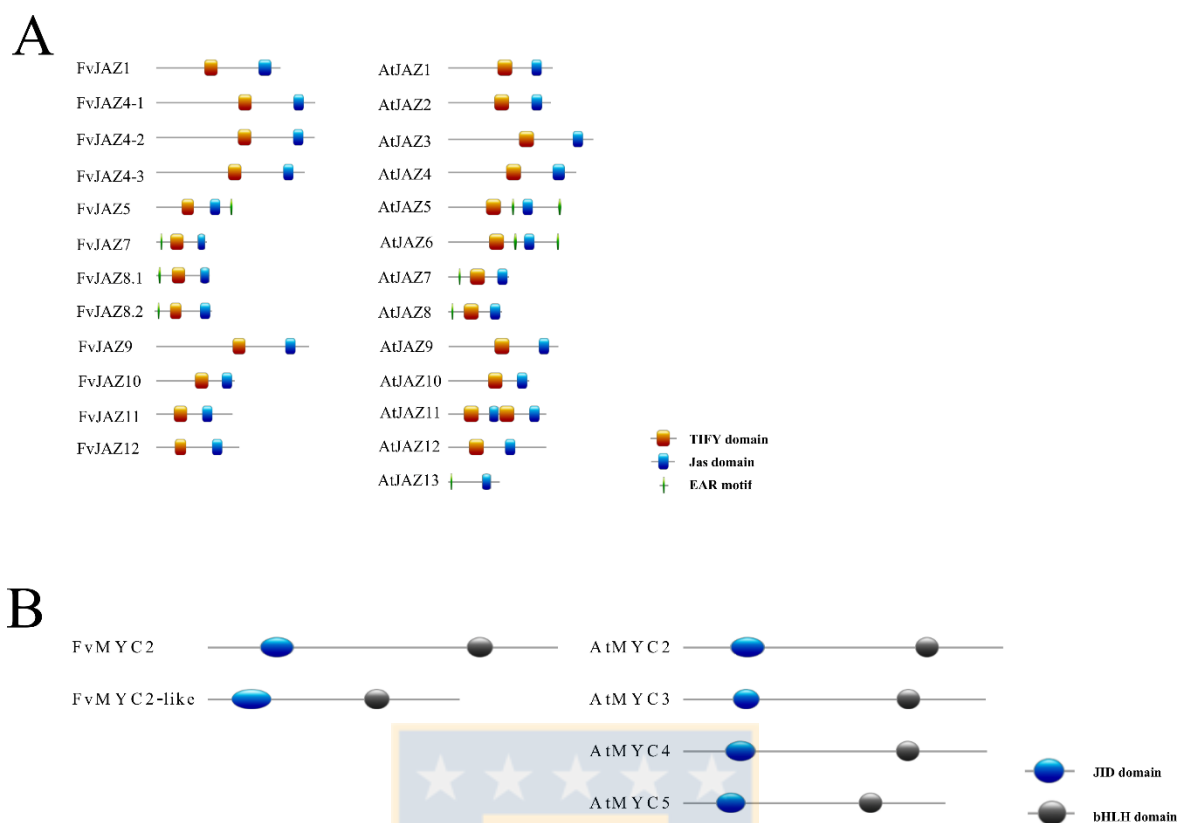 A
FvJAZ1
FvJAZ4-1
FvJAZ4-2
FvJAZ4-3
FvJAZ5
FvJAZ7
FvJAZ8.1
FvJAZ8.2
FvJAZ9
FvJAZ10
FvJAZ11
FvJAZ12
AtJAZ1
AtJAZ2
AtJAZ3
AtJAZ4
AtJAZ5
AtJAZ6
AtJAZ7
AtJAZ8
AtJAZ9
AtJAZ10
AtJAZ11
AtJAZ12
AtJAZ13
TIFY domain
Jas domain
EAR motif
B
FvMYC2
FvMYC2-like
AtMYC2
AtMYC3
AtMYC4
AtMYC5
JID domain
bHLH domain